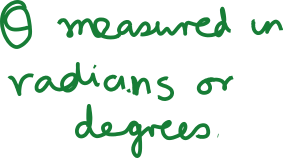 θ measured in
radians or
degrees.